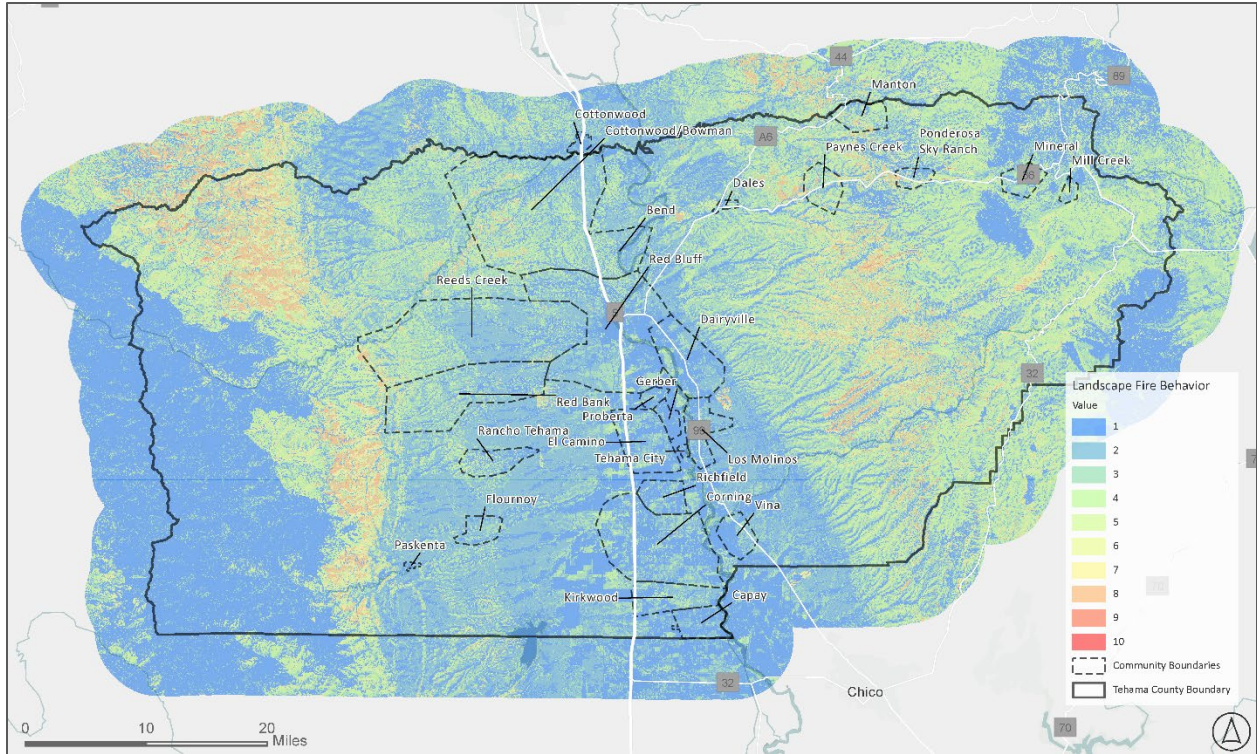 44
89
Manton
Cottonwood
Cottonwood/Bowman
A6
Ponderosa
Sky Ranch
Paynes Creek
Mineral
36
Mill Creek
Dales
Bend
Red Bluff
Reeds Creek
5
Dairyville
Gerber
32
Landscape Fire Behavior
Value
1
2
3
4
5
6
7
8
9
10
Community Boundaries
Tehama County Boundary
Red Bank
Proberta
Rancho Tehama
El Camino
99
Tehama City
Los Molinos
Richfield
Corning
Flournoy
Vina
Paskenta
70
Kirkwood
Capay
32
Chico
70
0 10 20
Miles